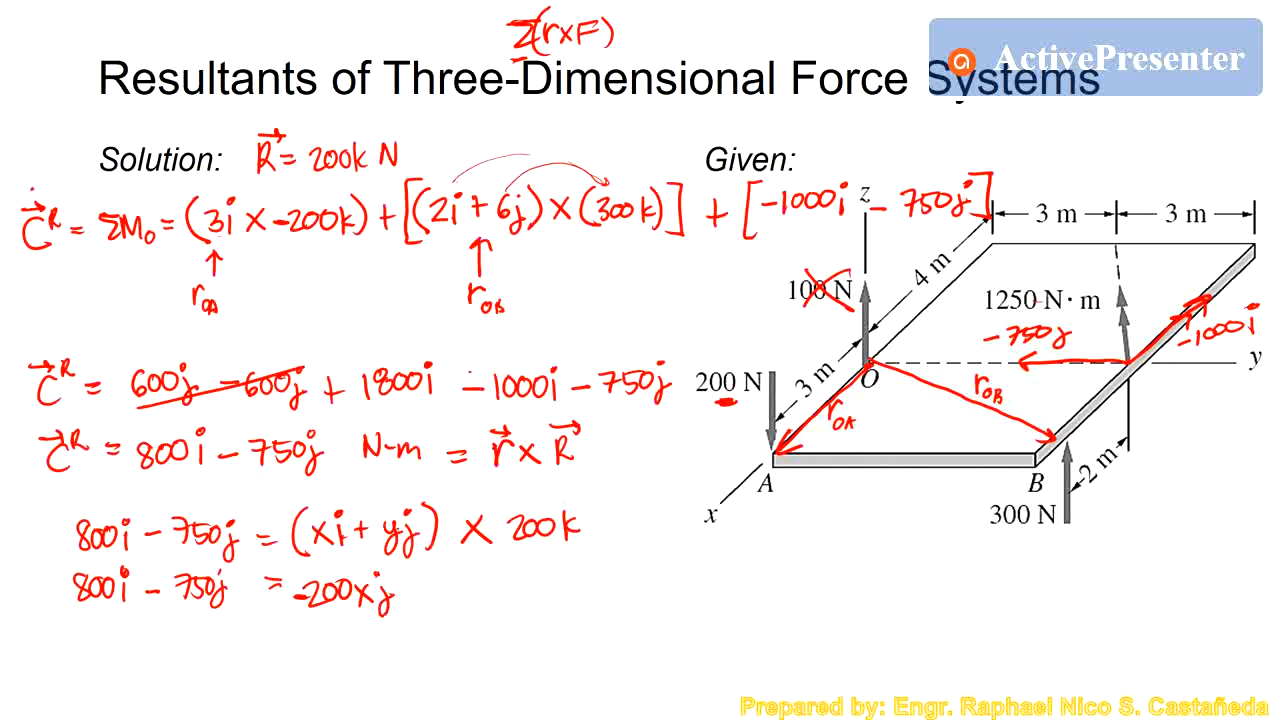 Σ(r×F)
ActivePresenter
Resultants of Three-Dimensional Force Systems
Solution: R⃗ = 200k N
Given:
C⃗ᴿ = ΣM₀ = (3i × -200k) + [(2i + 6j) × (300k)] + [-1000i - 750j]
r_OA
r_OB
C⃗ᴿ = 600j - 600j + 1800i - 1000i - 750j
C⃗ᴿ = 800i - 750j N-m = r⃗ × R⃗
800i - 750j = (xi + yj) × 200k
800i - 750j = -200xj
z
3 m
3 m
4 m
100 N
1250 N·m
-750j
-1000i
3 m
O
y
200 N
r_OA
r_OB
A
B
2 m
x
300 N
Prepared by: Engr. Raphael Nico S. Castañeda